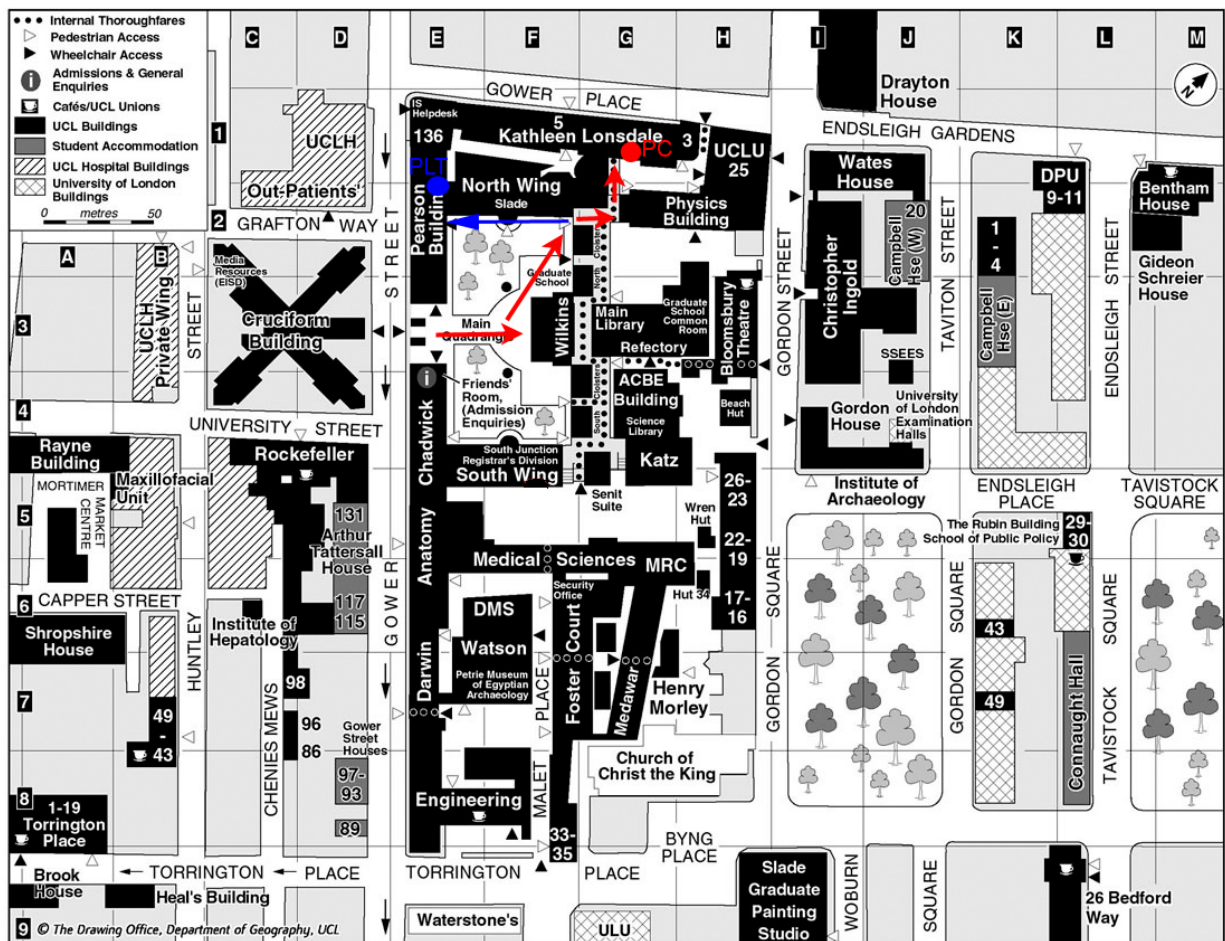 Internal Thoroughfares
Pedestrian Access
Wheelchair Access
i
Admissions & General
Enquiries
Cafés/UCL Unions
UCL Buildings
Student Accommodation
UCL Hospital Buildings
University of London
Buildings
0 metres 50
C D E F G H I J K L M
N
GOWER PLACE
IS
Helpdesk
136
5
Kathleen Lonsdale
3
PC
UCLU
25
PLT
UCLH
Out-Patients'
1
Drayton
House
ENDSLEIGH GARDENS
Wates
House
DPU
9-11
Bentham
House
North Wing
Slade
Physics
Building
Pearson
Building
2
GRAFTON WAY
20
Campbell
Hse (W)
1
-
4
Gideon
Schreier
House
A B
UCLH
Private Wing
STREET
Media
Resources
(EISD)
Cruciform
Building
STREET
3
Graduate
School
North Cloisters
Main
Quadrangle
Wilkins
Main
Library
Graduate
School
Common
Room
Refectory
Bloomsbury
Theatre
GORDON STREET
Christopher
Ingold
SSEES
TAVITON STREET
Campbell
Hse (E)
ENDSLEIGH STREET
i
Friends'
Room,
(Admission
Enquiries)
South Cloisters
ACBE
Building
Science
Library
Beach
Hut
Gordon
House
University
of London
Examination
Halls
4
UNIVERSITY STREET
Rayne
Building
MORTIMER
MARKET
CENTRE
Maxillofacial
Unit
Rockefeller
Chadwick
South Junction
Registrar's Division
South Wing
Katz
Senit
Suite
Institute of
Archaeology
ENDSLEIGH
PLACE
TAVISTOCK
SQUARE
5
131
Arthur
Tattersall
House
117
115
GOWER
Anatomy
Medical Sciences
MRC
Wren
Hut
26-
23
22-
19
17-
16
Hut 34
The Rubin Building
School of Public Policy
29-
30
6
CAPPER STREET
Shropshire
House
HUNTLEY
Institute of
Hepatology
DMS
Watson
Petrie Museum
of Egyptian
Archaeology
Security
Office
Foster Court
Medawar
Henry
Morley
GORDON SQUARE
GORDON SQUARE
43
49
Connaught Hall
TAVISTOCK SQUARE
7
49
-
43
CHENIES MEWS
98
96
86
Gower
Street
Houses
97-
93
89
Darwin
MALET PLACE
Church of
Christ the King
8
1-19
Torrington
Place
Engineering
33-
35
BYNG
PLACE
Brook
House
TORRINGTON PLACE
TORRINGTON PLACE
Heal's Building
Slade
Graduate
Painting
Studio
WOBURN
SQUARE
26 Bedford
Way
9
© The Drawing Office, Department of Geography, UCL
Waterstone's
ULU